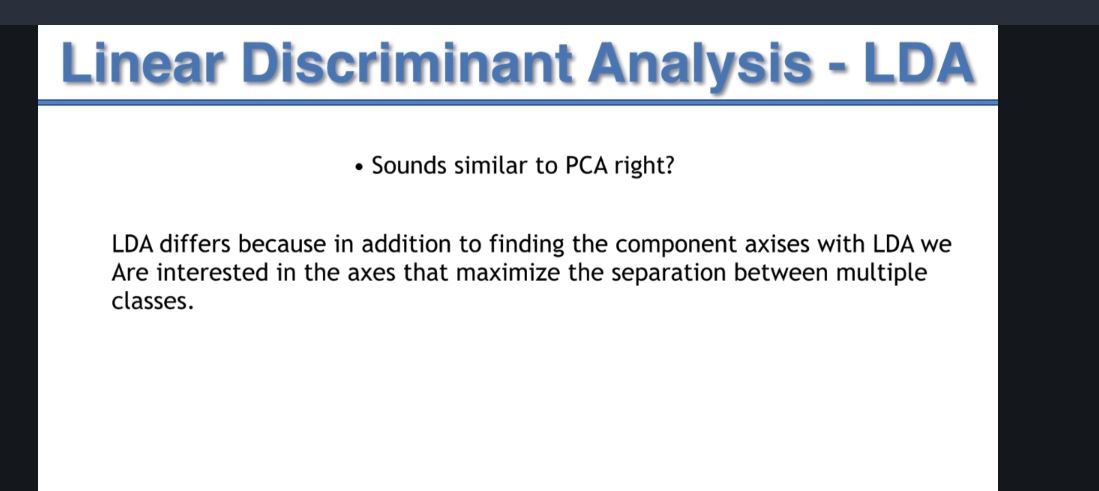 Linear Discriminant Analysis - LDA
• Sounds similar to PCA right?
LDA differs because in addition to finding the component axises with LDA we
Are interested in the axes that maximize the separation between multiple
classes.